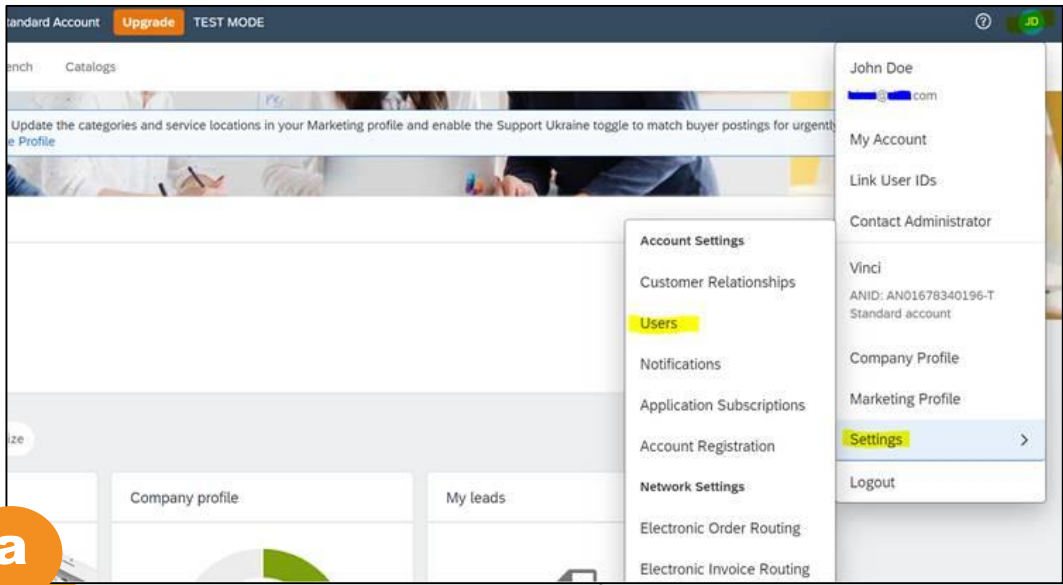 tandard Account Upgrade TEST MODE JD
ench Catalogs
Update the categories and service locations in your Marketing profile and enable the Support Ukraine toggle to match buyer postings for urgently
e Profile
John Doe
com
My Account
Link User IDs
Contact Administrator
Vinci
ANID: AN01678340196-T
Standard account
Company Profile
Marketing Profile
Settings
Logout
Account Settings
Customer Relationships
Users
Notifications
Application Subscriptions
Account Registration
Network Settings
Electronic Order Routing
Electronic Invoice Routing
ize
Company profile
My leads
a